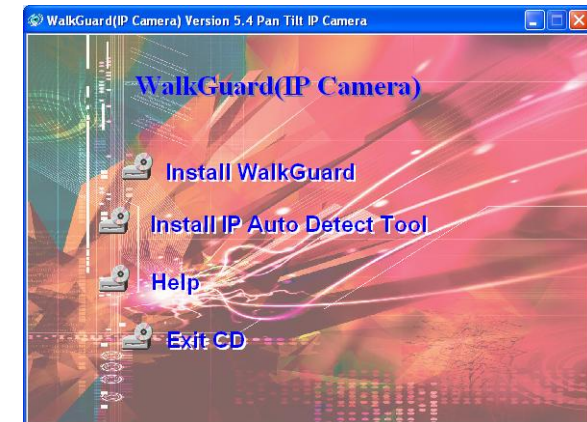 WalkGuard(IP Camera) Version 5.4 Pan Tilt IP Camera
WalkGuard(IP Camera)
Install WalkGuard
Install IP Auto Detect Tool
Help
Exit CD